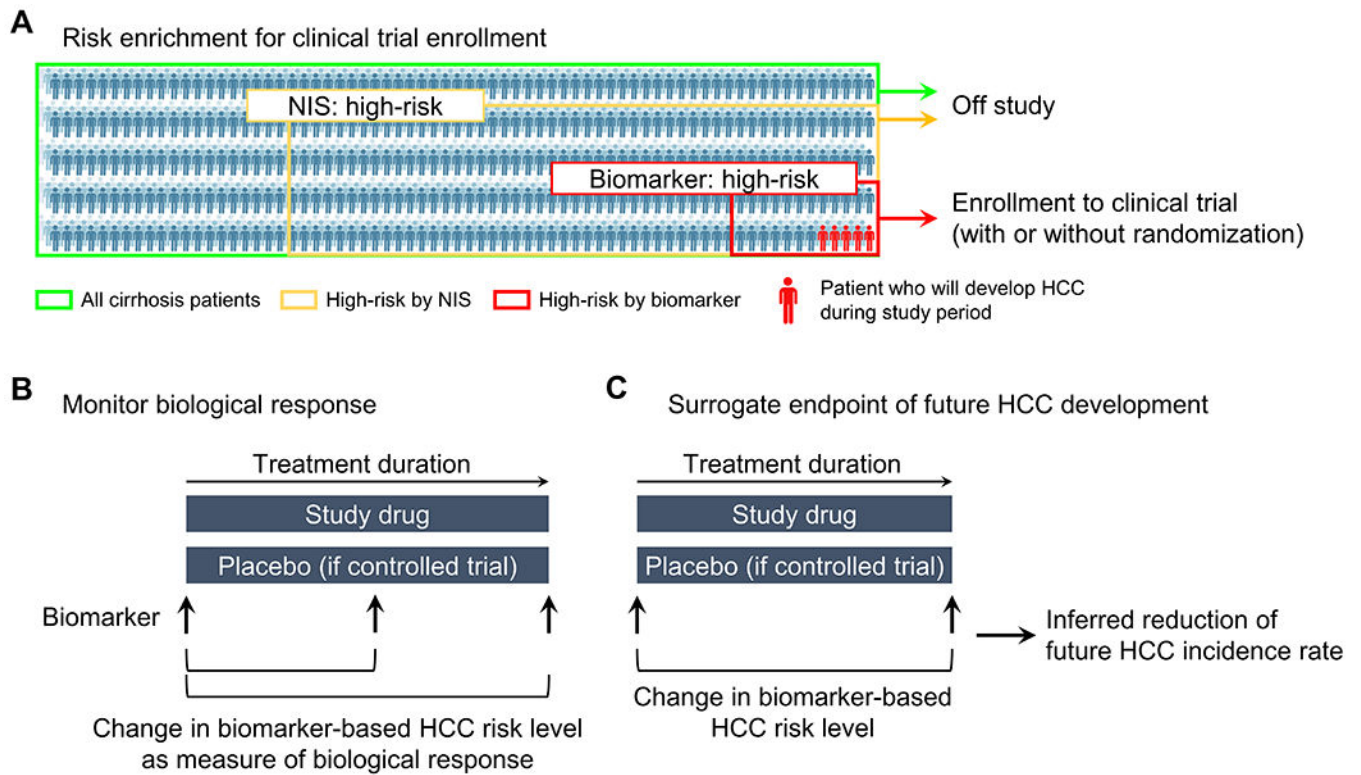 A
Risk enrichment for clinical trial enrollment
NIS: high-risk
Off study
Biomarker: high-risk
Enrollment to clinical trial
(with or without randomization)
All cirrhosis patients
High-risk by NIS
High-risk by biomarker
Patient who will develop HCC
during study period
B
Monitor biological response
Treatment duration
Study drug
Placebo (if controlled trial)
Biomarker
Change in biomarker-based HCC risk level
as measure of biological response
C
Surrogate endpoint of future HCC development
Treatment duration
Study drug
Placebo (if controlled trial)
Inferred reduction of
future HCC incidence rate
Change in biomarker-based
HCC risk level